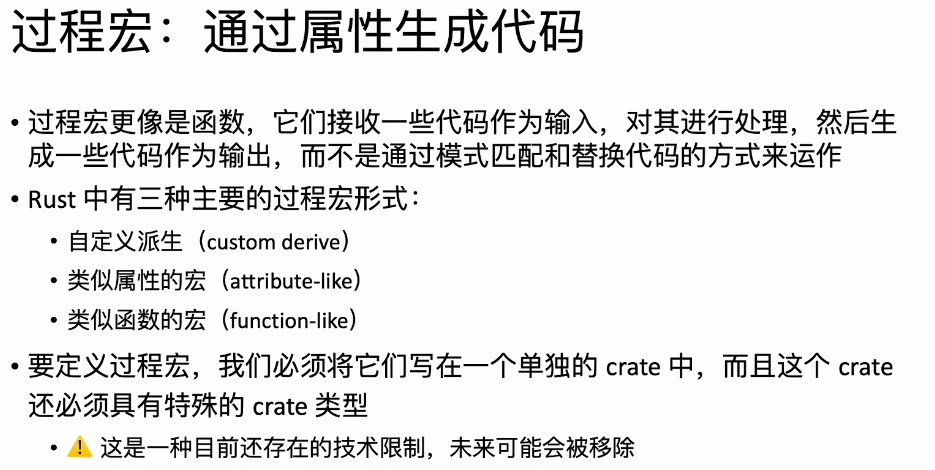 过程宏：通过属性生成代码
• 过程宏更像是函数，它们接收一些代码作为输入，对其进行处理，然后生
成一些代码作为输出，而不是通过模式匹配和替换代码的方式来运作
• Rust 中有三种主要的过程宏形式：
• 自定义派生（custom derive）
• 类似属性的宏（attribute-like）
• 类似函数的宏（function-like）
• 要定义过程宏，我们必须将它们写在一个单独的 crate 中，而且这个 crate
还必须具有特殊的 crate 类型
• ⚠️ 这是一种目前还存在的技术限制，未来可能会被移除